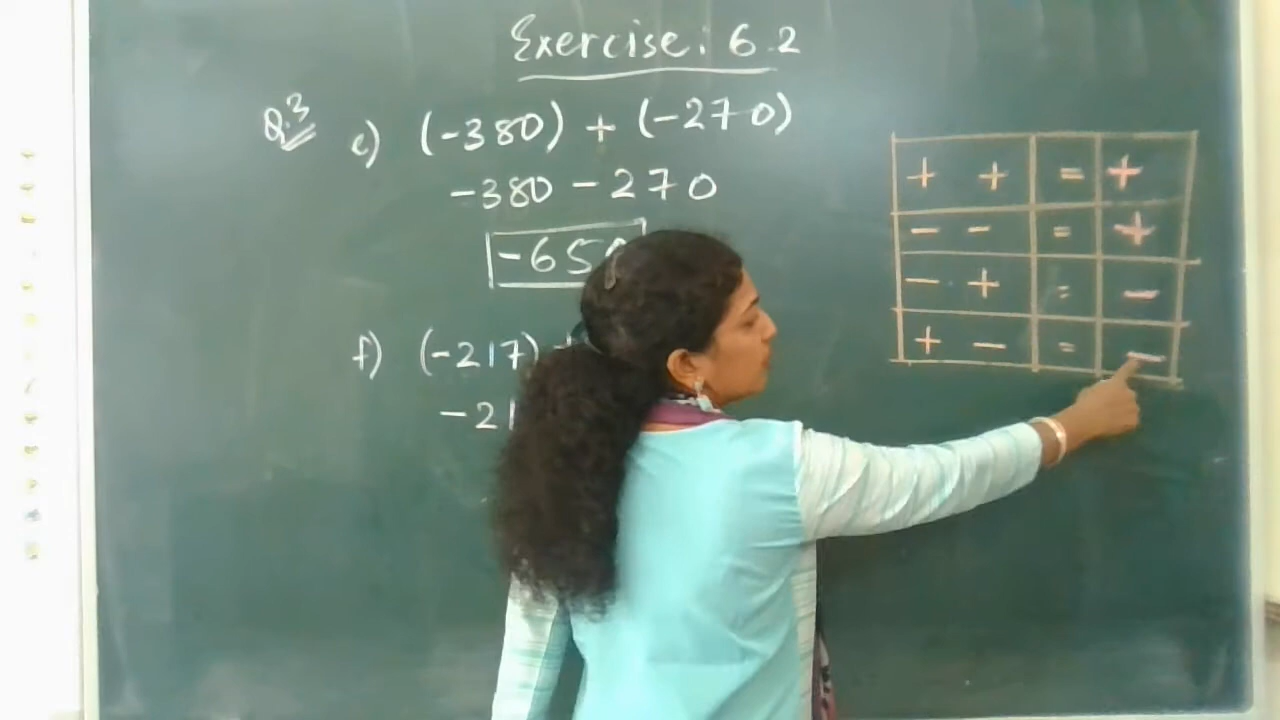 Exercise: 6.2
Q.3 e) (-380) + (-270)
-380 - 270
-650
f) (-217)
-21
+ + = +
- - = +
- + = -
+ - = -